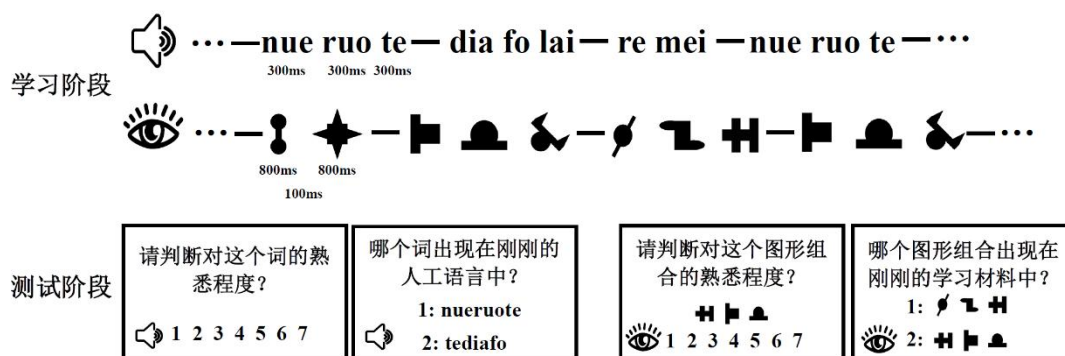 ··· — nue ruo te — dia fo lai — re mei — nue ruo te — ···
300ms 300ms 300ms
学习阶段
··· — — — — — ···
800ms 800ms
100ms
测试阶段
请判断对这个词的熟
悉程度?
1 2 3 4 5 6 7
哪个词出现在刚刚的
人工语言中?
1: nueruote
2: tediafo
请判断对这个图形组
合的熟悉程度?
1 2 3 4 5 6 7
哪个图形组合出现在
刚刚的学习材料中?
1:
2: